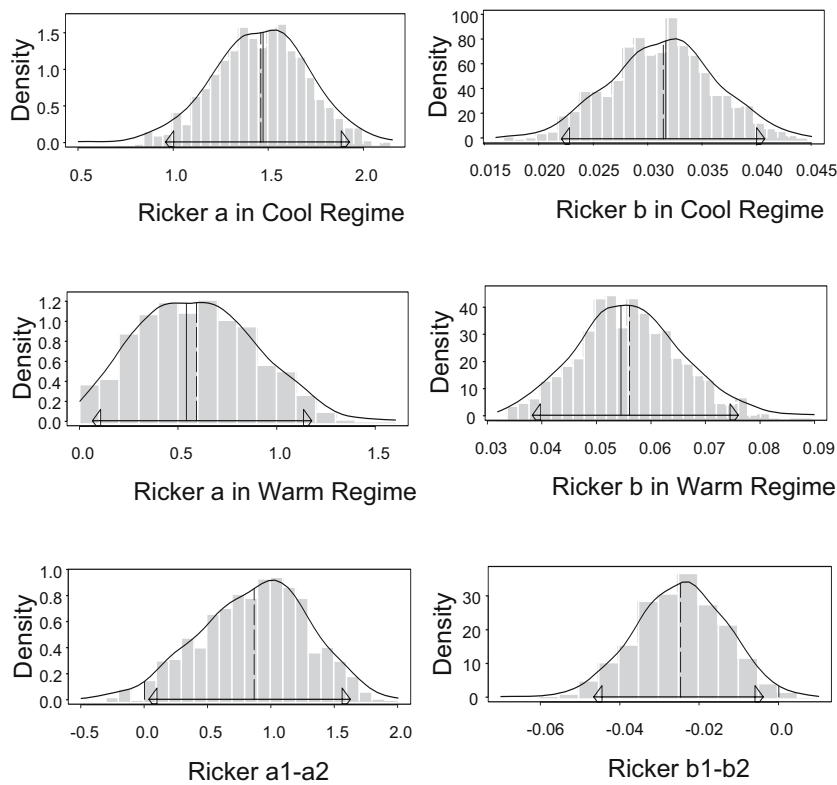 Density
1.5
1.0
0.5
0.0
0.5 1.0 1.5 2.0
Ricker a in Cool Regime
Density
100
80
60
40
20
0
0.015 0.020 0.025 0.030 0.035 0.040 0.045
Ricker b in Cool Regime
Density
1.2
1.0
0.8
0.6
0.4
0.2
0.0
0.0 0.5 1.0 1.5
Ricker a in Warm Regime
Density
40
30
20
10
0
0.03 0.04 0.05 0.06 0.07 0.08 0.09
Ricker b in Warm Regime
Density
1.0
0.8
0.6
0.4
0.2
0.0
-0.5 0.0 0.5 1.0 1.5 2.0
Ricker a1-a2
Density
30
20
10
0
-0.06 -0.04 -0.02 0.0
Ricker b1-b2